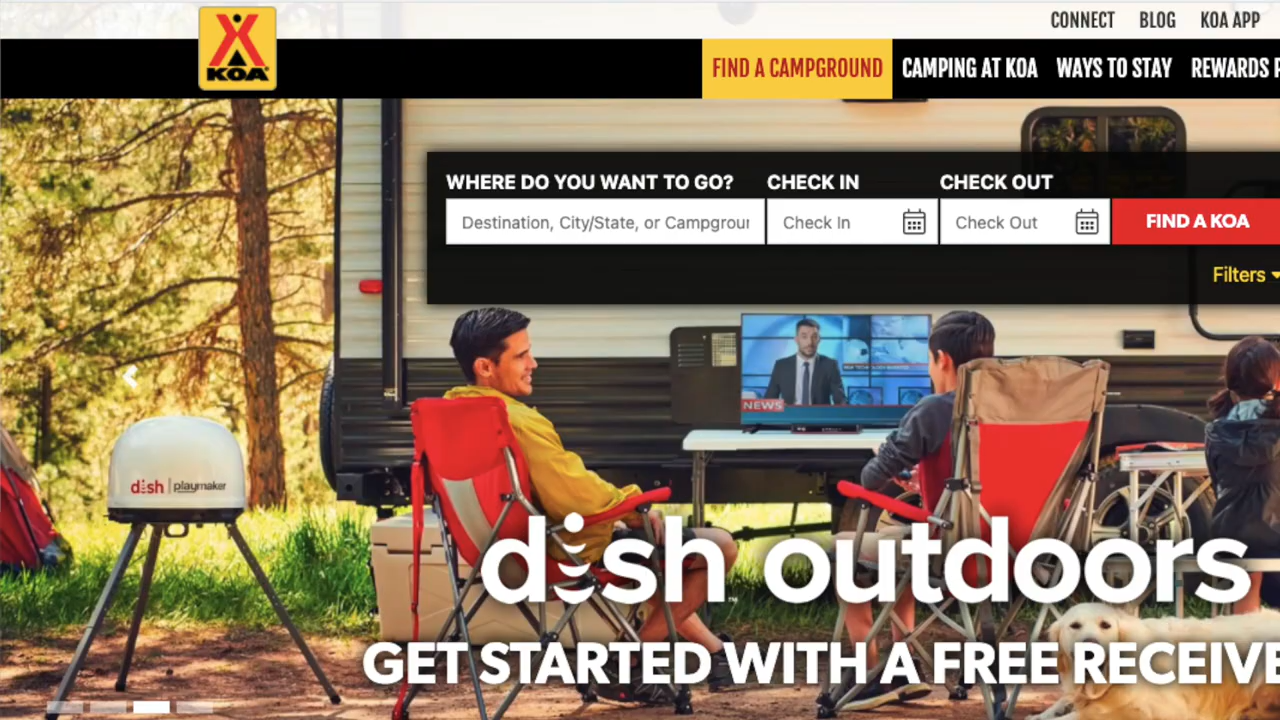 CONNECT BLOG KOA APP
KOA
FIND A CAMPGROUND CAMPING AT KOA WAYS TO STAY REWARDS
WHERE DO YOU WANT TO GO? CHECK IN CHECK OUT
Destination, City/State, or Campgrour Check In Check Out FIND A KOA
Filters
NEWS
dish playmaker
dish outdoors™
GET STARTED WITH A FREE RECEIVE